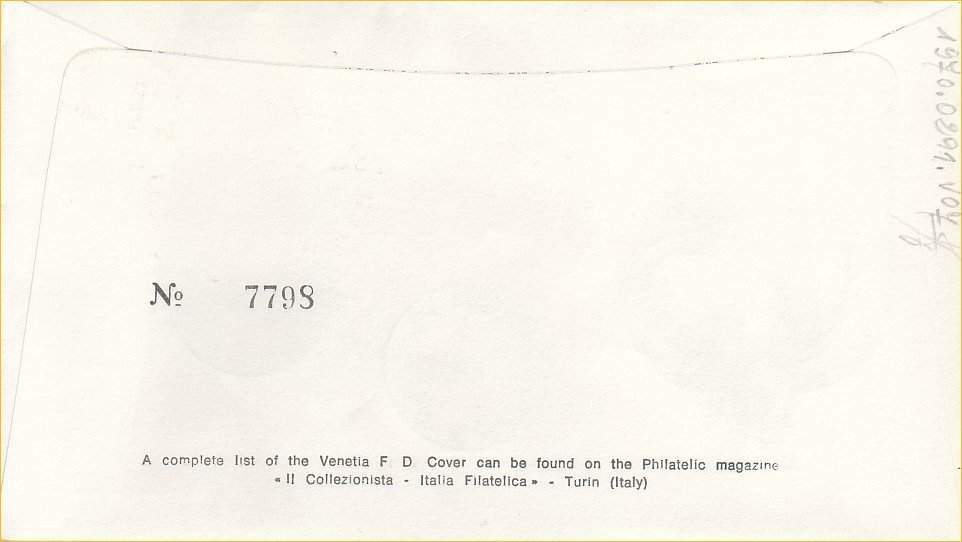 № 7798
A complete list of the Venetia F D Cover can be found on the Philatelic magazine
« Il Collezionista - Italia Filatelica » - Turin (Italy)